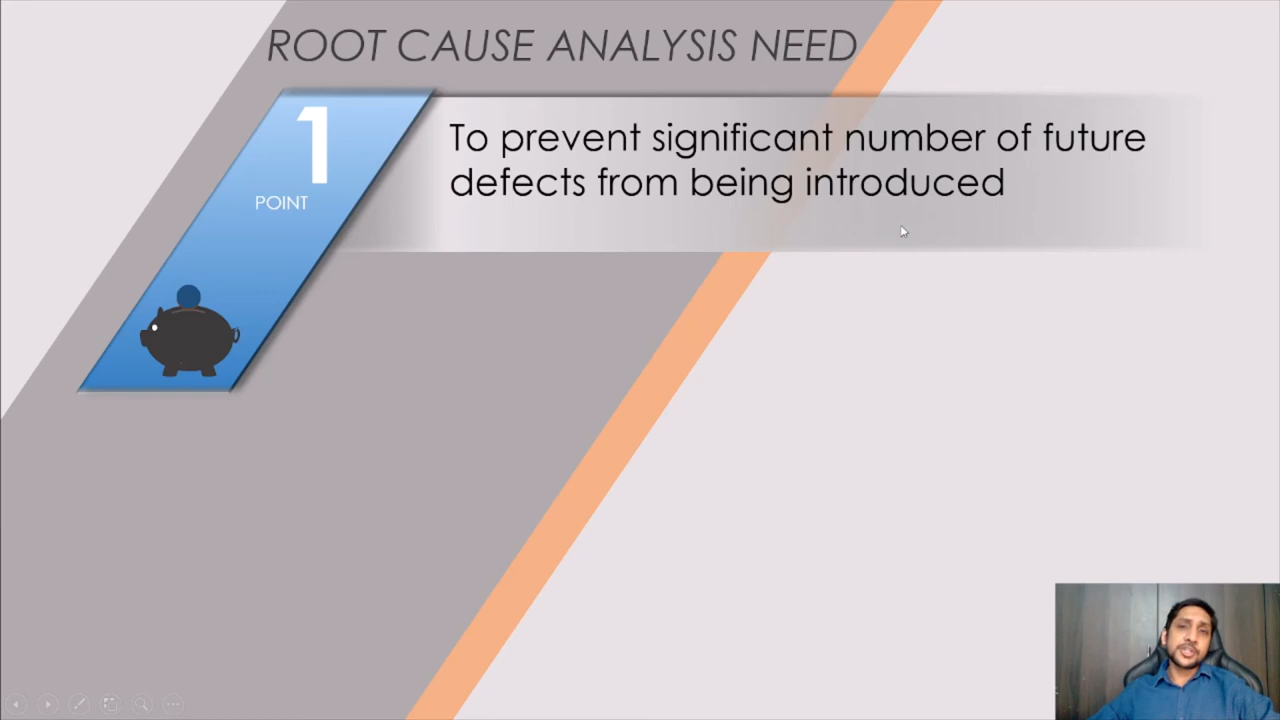 ROOT CAUSE ANALYSIS NEED
1
POINT
To prevent significant number of future
defects from being introduced